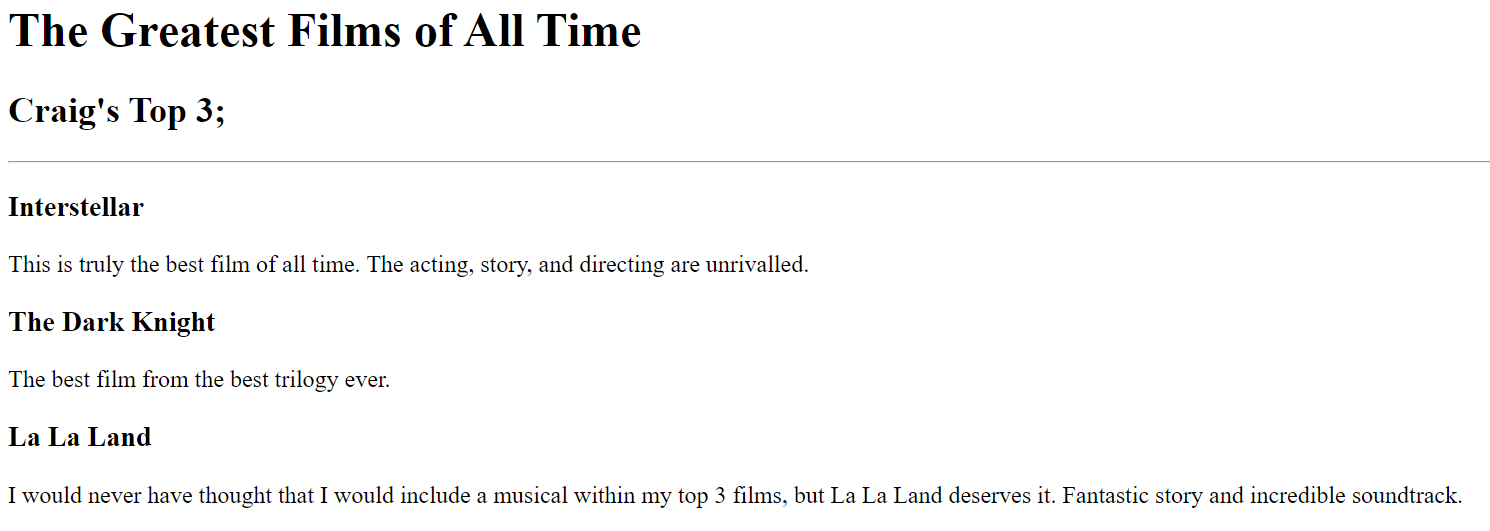 The Greatest Films of All Time
Craig's Top 3;
Interstellar
This is truly the best film of all time. The acting, story, and directing are unrivalled.
The Dark Knight
The best film from the best trilogy ever.
La La Land
I would never have thought that I would include a musical within my top 3 films, but La La Land deserves it. Fantastic story and incredible soundtrack.